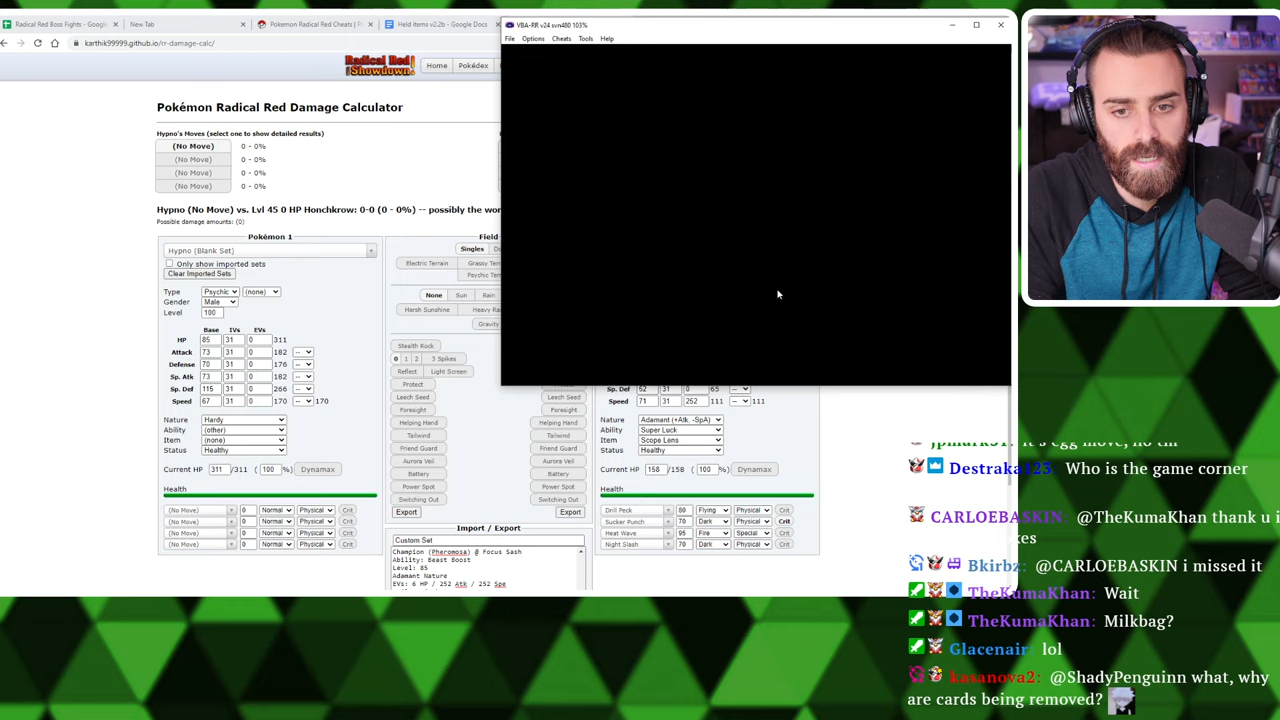 Radical Red Boss Fights - Google
New Tab
Pokemon Radical Red Cheats | P
Held items v2.2b - Google Docs
karthik99999.github.io/rr-damage-calc/
Radical Red Showdown!
Home
Pokédex
VBA-RR v24 svn480 103%
File Options Cheats Tools Help
Pokémon Radical Red Damage Calculator
Hypno's Moves (select one to show detailed results)
(No Move) 0 - 0%
(No Move) 0 - 0%
(No Move) 0 - 0%
(No Move) 0 - 0%
Hypno (No Move) vs. Lvl 45 0 HP Honchkrow: 0-0 (0 - 0%) -- possibly the wor
Possible damage amounts: (0)
Pokémon 1
Hypno (Blank Set)
Only show imported sets
Clear Imported Sets
Type Psychic (none)
Gender Male
Level 100
Base IVs EVs
HP 85 31 0 311
Attack 73 31 0 182 --
Defense 70 31 0 176 --
Sp. Atk 73 31 0 182 --
Sp. Def 115 31 0 266 --
Speed 67 31 0 170 -- 170
Nature Hardy
Ability (other)
Item (none)
Status Healthy
Current HP 311 /311 ( 100 %) Dynamax
Health
(No Move) 0 Normal Physical Crit
(No Move) 0 Normal Physical Crit
(No Move) 0 Normal Physical Crit
(No Move) 0 Normal Physical Crit
Field
Singles
Electric Terrain Grassy Terr
Psychic Terr
None Sun Rain
Harsh Sunshine Heavy Ra
Gravity
Stealth Rock
0 1 2 3 Spikes
Reflect Light Screen
Protect
Leech Seed Leech Seed
Foresight Foresight
Helping Hand Helping Hand
Tailwind Tailwind
Friend Guard Friend Guard
Aurora Veil Aurora Veil
Battery Battery
Power Spot Power Spot
Switching Out Switching Out
Export Export
Import / Export
Custom Set
Champion (Pheromosa) @ Focus Sash
Ability: Beast Boost
Level: 85
Adamant Nature
EVs: 6 HP / 252 Atk / 252 Spe
Sp. Def 52 31 0 65 --
Speed 71 31 252 111 -- 111
Nature Adamant (+Atk, -SpA)
Ability Super Luck
Item Scope Lens
Status Healthy
Current HP 158 /158 ( 100 %) Dynamax
Health
Drill Peck 80 Flying Physical Crit
Sucker Punch 70 Dark Physical Crit
Heat Wave 95 Fire Special Crit
Night Slash 70 Dark Physical Crit
Destraka123: Who is the game corner
CARLOEBASKIN: @TheKumaKhan thank u i
Bkirbz: @CARLOEBASKIN i missed it
TheKumaKhan: Wait
TheKumaKhan: Milkbag?
Glacenair: lol
kasanova2: @ShadyPenguinn what, why
are cards being removed?